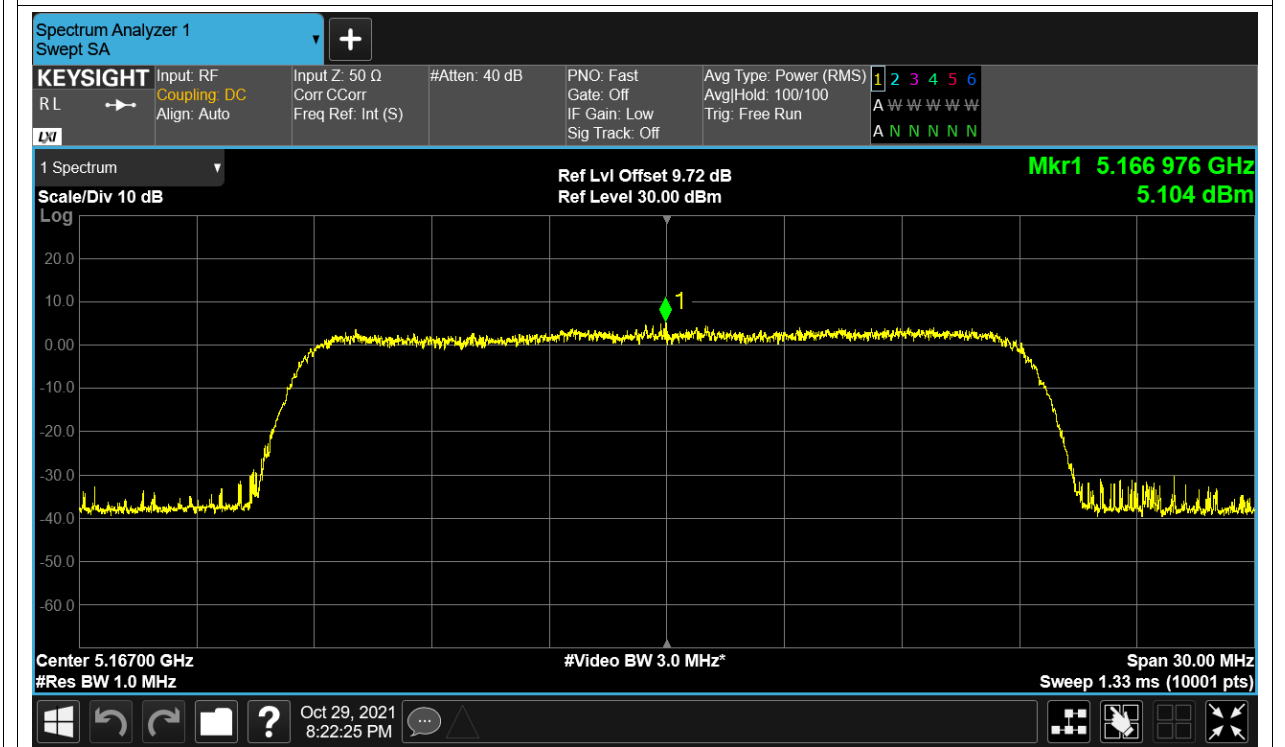 Spectrum Analyzer 1
Swept SA
KEYSIGHT
R L
LXI
Input: RF
Coupling: DC
Align: Auto
Input Z: 50 Ω
Corr CCorr
Freq Ref: Int (S)
#Atten: 40 dB
PNO: Fast
Gate: Off
IF Gain: Low
Sig Track: Off
Avg Type: Power (RMS)
Avg|Hold: 100/100
Trig: Free Run
1 2 3 4 5 6
A W W W W W
A N N N N N
1 Spectrum
Scale/Div 10 dB
Log
Ref Lvl Offset 9.72 dB
Ref Level 30.00 dBm
Mkr1 5.166 976 GHz
5.104 dBm
1
20.0
10.0
0.00
-10.0
-20.0
-30.0
-40.0
-50.0
-60.0
Center 5.16700 GHz
#Res BW 1.0 MHz
#Video BW 3.0 MHz*
Span 30.00 MHz
Sweep 1.33 ms (10001 pts)
?
Oct 29, 2021
8:22:25 PM